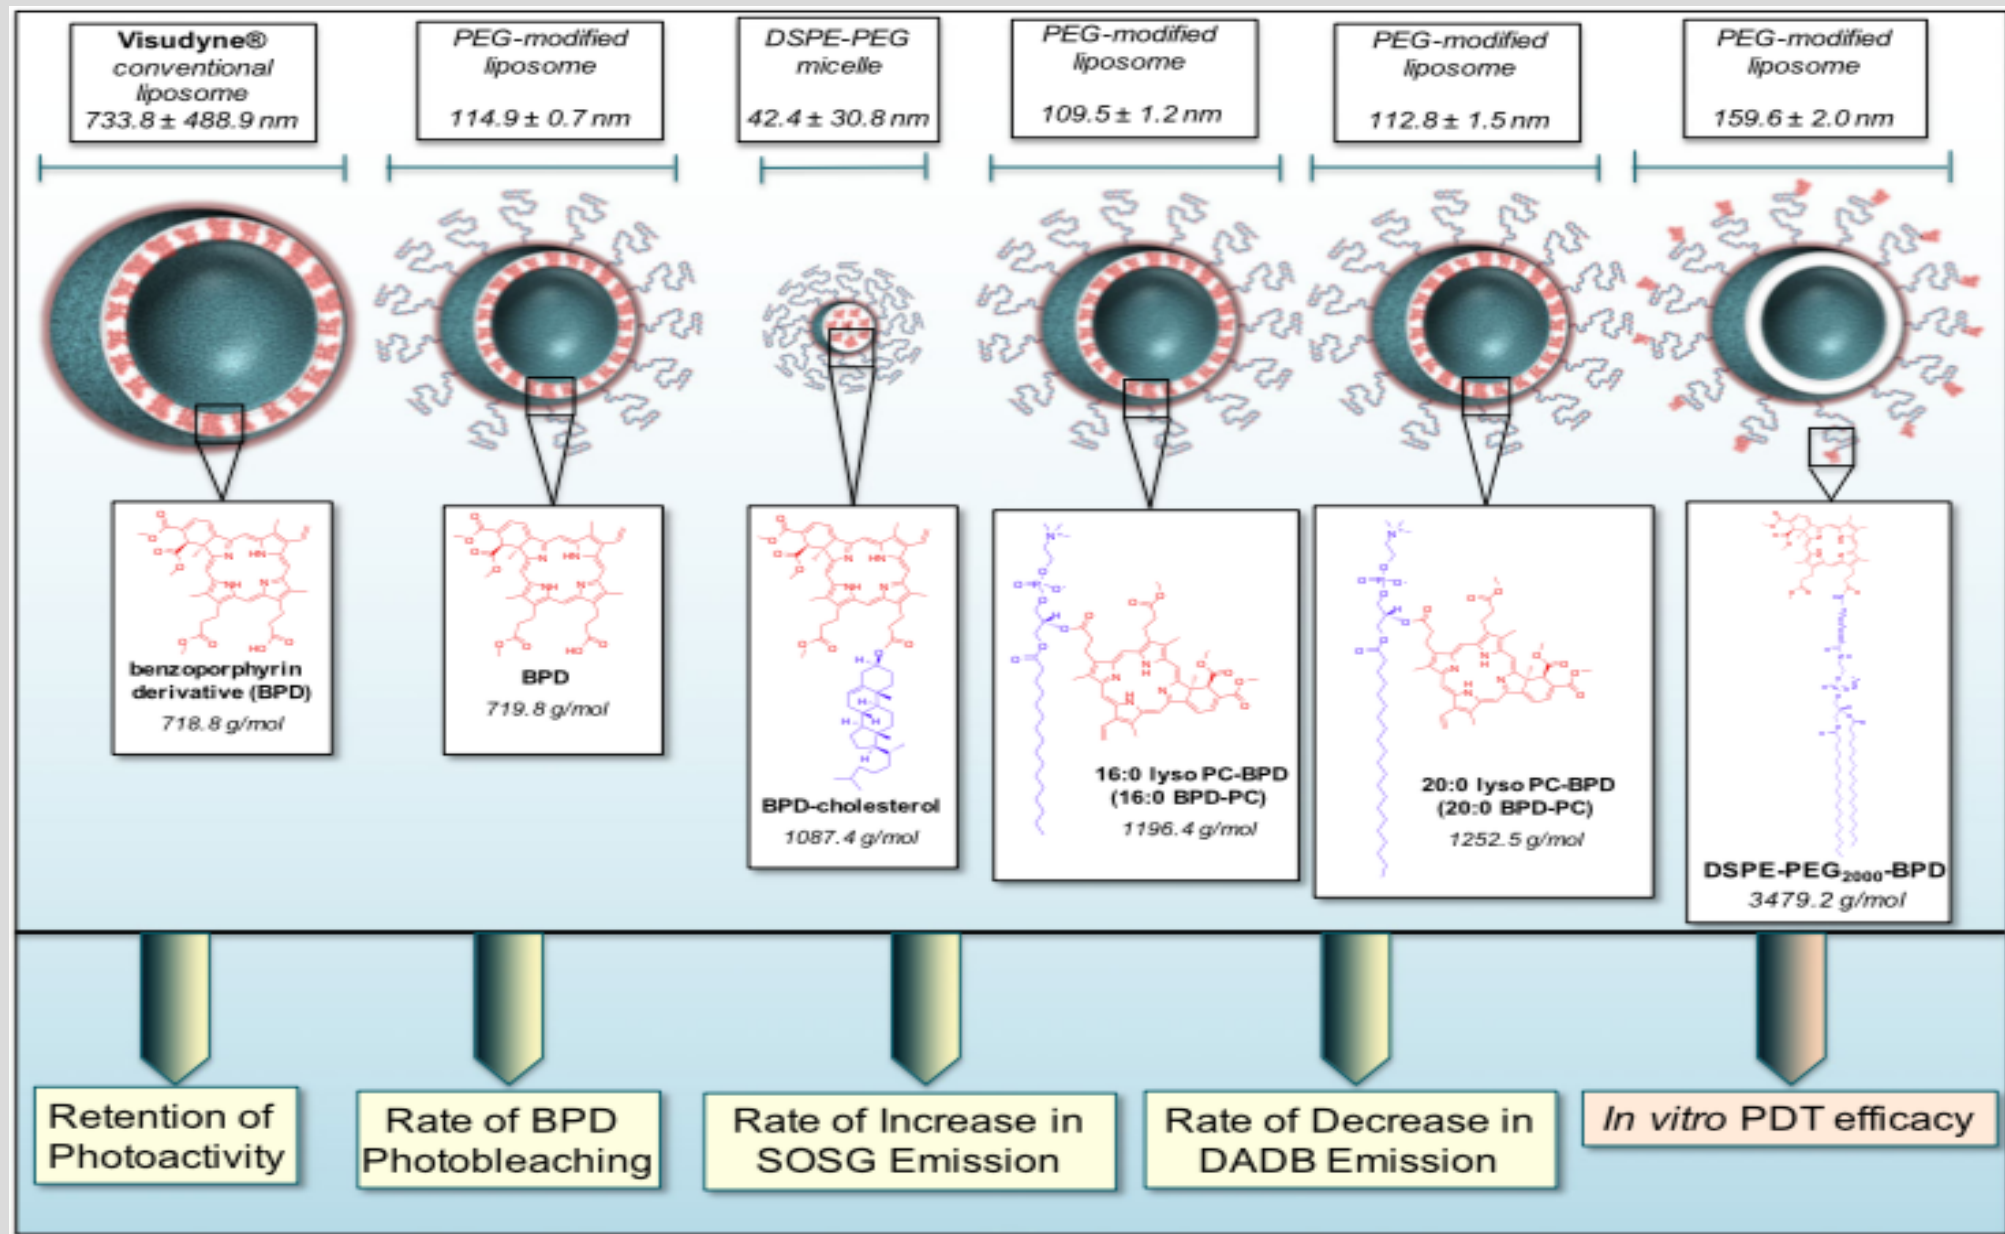 Visudyne®
conventional
liposome
733.8 ± 488.9 nm
PEG-modified
liposome
114.9 ± 0.7 nm
DSPE-PEG
micelle
42.4 ± 30.8 nm
PEG-modified
liposome
109.5 ± 1.2 nm
PEG-modified
liposome
112.8 ± 1.5 nm
PEG-modified
liposome
159.6 ± 2.0 nm
benzoporphyrin
derivative (BPD)
718.8 g/mol
BPD
719.8 g/mol
BPD-cholesterol
1087.4 g/mol
16:0 lyso PC-BPD
(16:0 BPD-PC)
1196.4 g/mol
20:0 lyso PC-BPD
(20:0 BPD-PC)
1252.5 g/mol
DSPE-PEG2000-BPD
3479.2 g/mol
Retention of
Photoactivity
Rate of BPD
Photobleaching
Rate of Increase in
SOSG Emission
Rate of Decrease in
DADB Emission
In vitro PDT efficacy